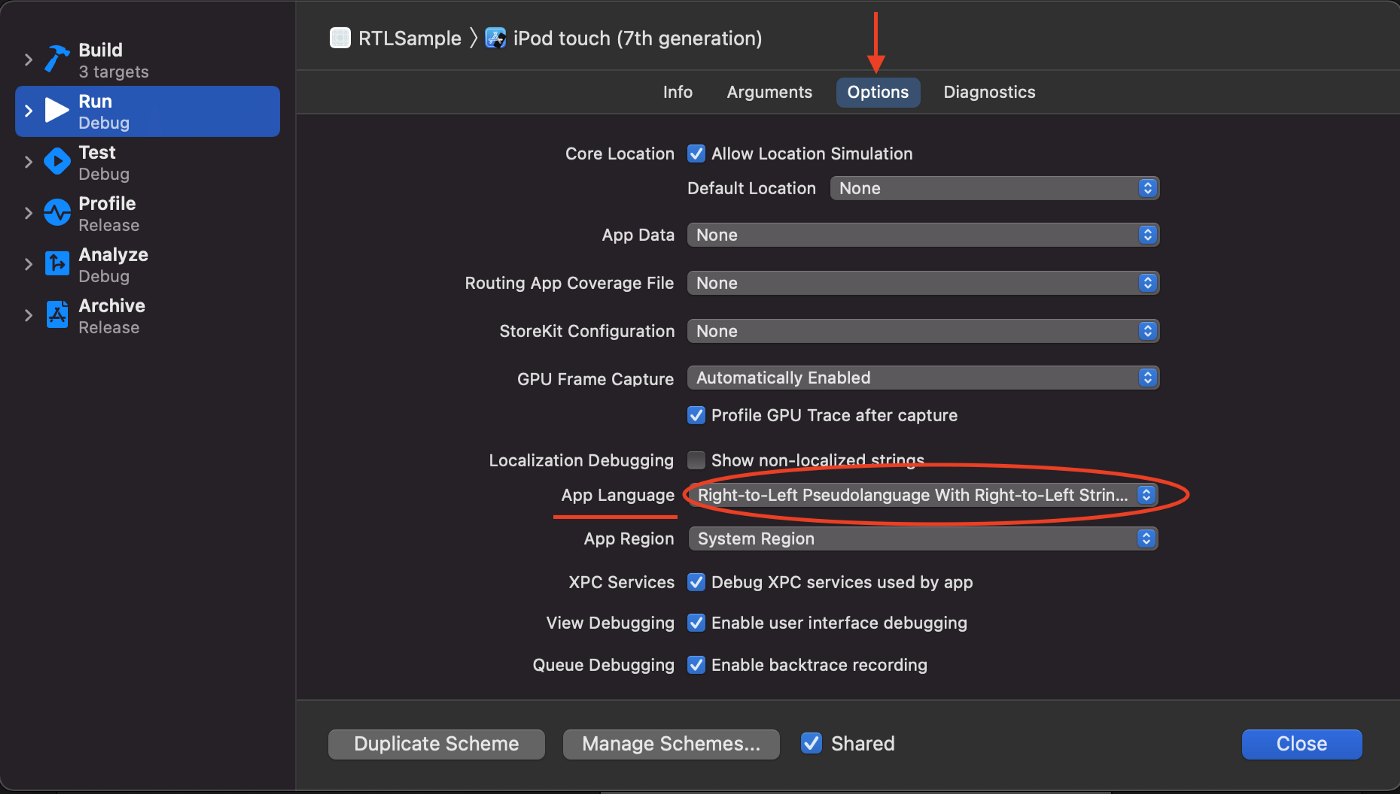 Build
3 targets
Run
Debug
Test
Debug
Profile
Release
Analyze
Debug
Archive
Release
RTLSample 〉 iPod touch (7th generation)
Info Arguments Options Diagnostics
Core Location Allow Location Simulation
Default Location None
App Data None
Routing App Coverage File None
StoreKit Configuration None
GPU Frame Capture Automatically Enabled
Profile GPU Trace after capture
Localization Debugging Show non-localized strings
App Language Right-to-Left Pseudolanguage With Right-to-Left Strin...
App Region System Region
XPC Services Debug XPC services used by app
View Debugging Enable user interface debugging
Queue Debugging Enable backtrace recording
Duplicate Scheme Manage Schemes... Shared Close